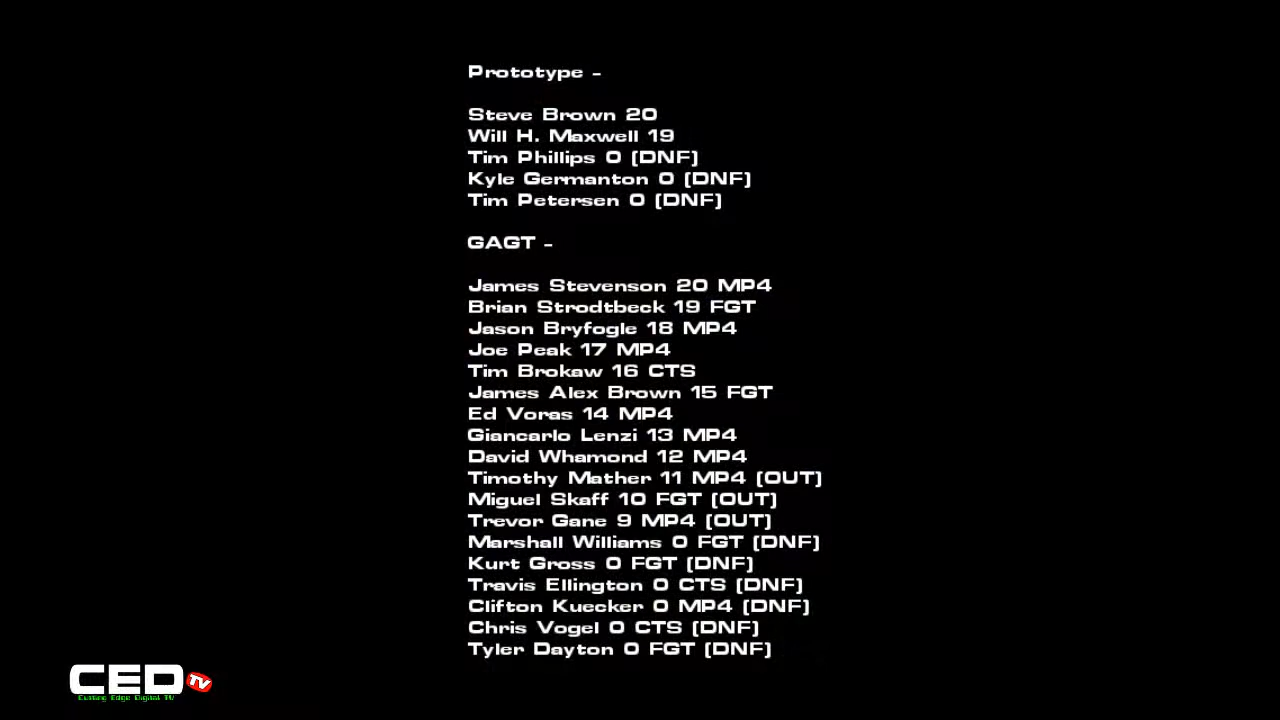 Prototype -
Steve Brown 20
Will H. Maxwell 19
Tim Phillips 0 (DNF)
Kyle Germanton 0 (DNF)
Tim Petersen 0 (DNF)
GAGT -
James Stevenson 20 MP4
Brian Strodtbeck 19 FGT
Jason Bryfogle 18 MP4
Joe Peak 17 MP4
Tim Brokaw 16 CTS
James Alex Brown 15 FGT
Ed Voras 14 MP4
Giancarlo Lenzi 13 MP4
David Whamond 12 MP4
Timothy Mather 11 MP4 (OUT)
Miguel Skaff 10 FGT (OUT)
Trevor Gane 9 MP4 (OUT)
Marshall Williams 0 FGT (DNF)
Kurt Gross 0 FGT (DNF)
Travis Ellington 0 CTS (DNF)
Clifton Kuecker 0 MP4 (DNF)
Chris Vogel 0 CTS (DNF)
Tyler Dayton 0 FGT (DNF)
CED TV
Cutting Edge Digital TV